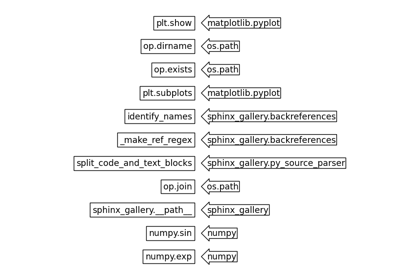 plt.show matplotlib.pyplot
op.dirname os.path
op.exists os.path
plt.subplots matplotlib.pyplot
identify_names sphinx_gallery.backreferences
_make_ref_regex sphinx_gallery.backreferences
split_code_and_text_blocks sphinx_gallery.py_source_parser
op.join os.path
sphinx_gallery.__path__ sphinx_gallery
numpy.sin numpy
numpy.exp numpy